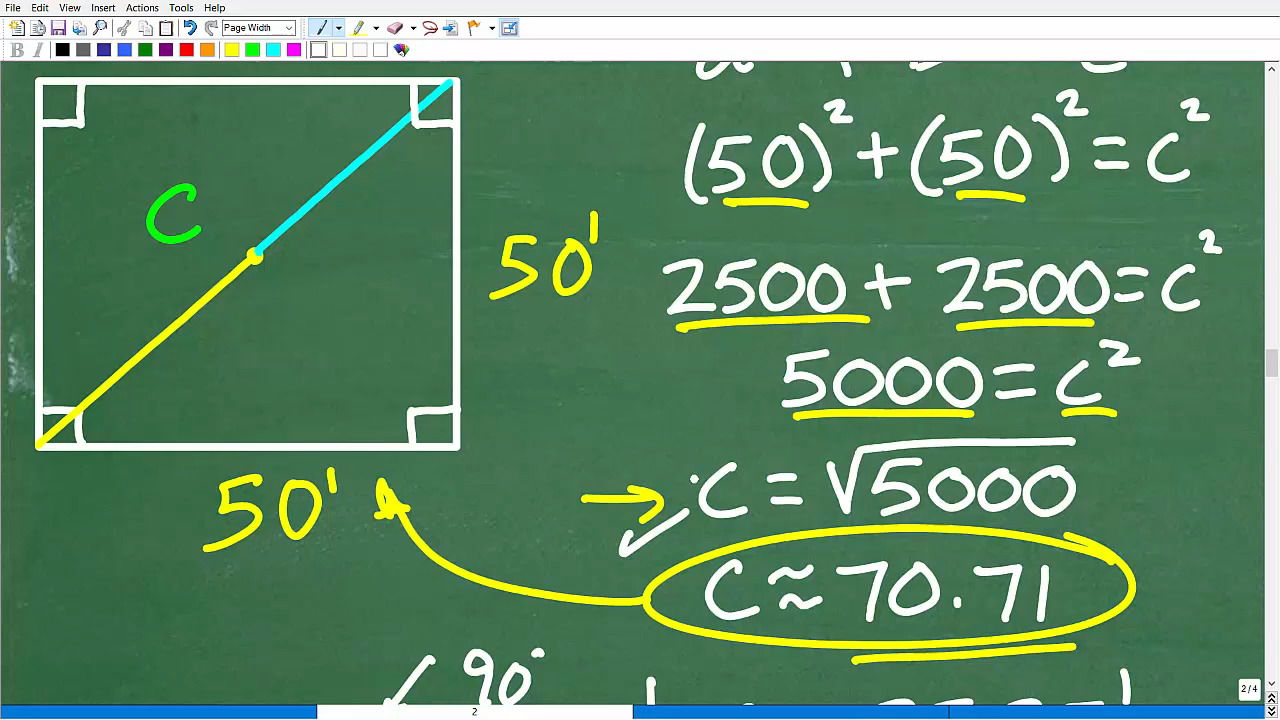 File Edit View Insert Actions Tools Help
Page Width
B I
C
50'
50'
(50)² + (50)² = C²
2500 + 2500 = C²
5000 = C²
C = √5000
C ≈ 70.71
90°
2 / 4
2